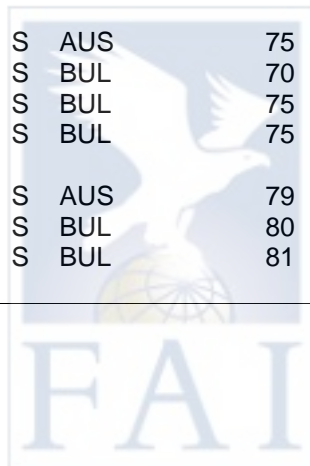 S AUS 75
S BUL 70
S BUL 75
S BUL 75
S AUS 79
S BUL 80
S BUL 81
FAI